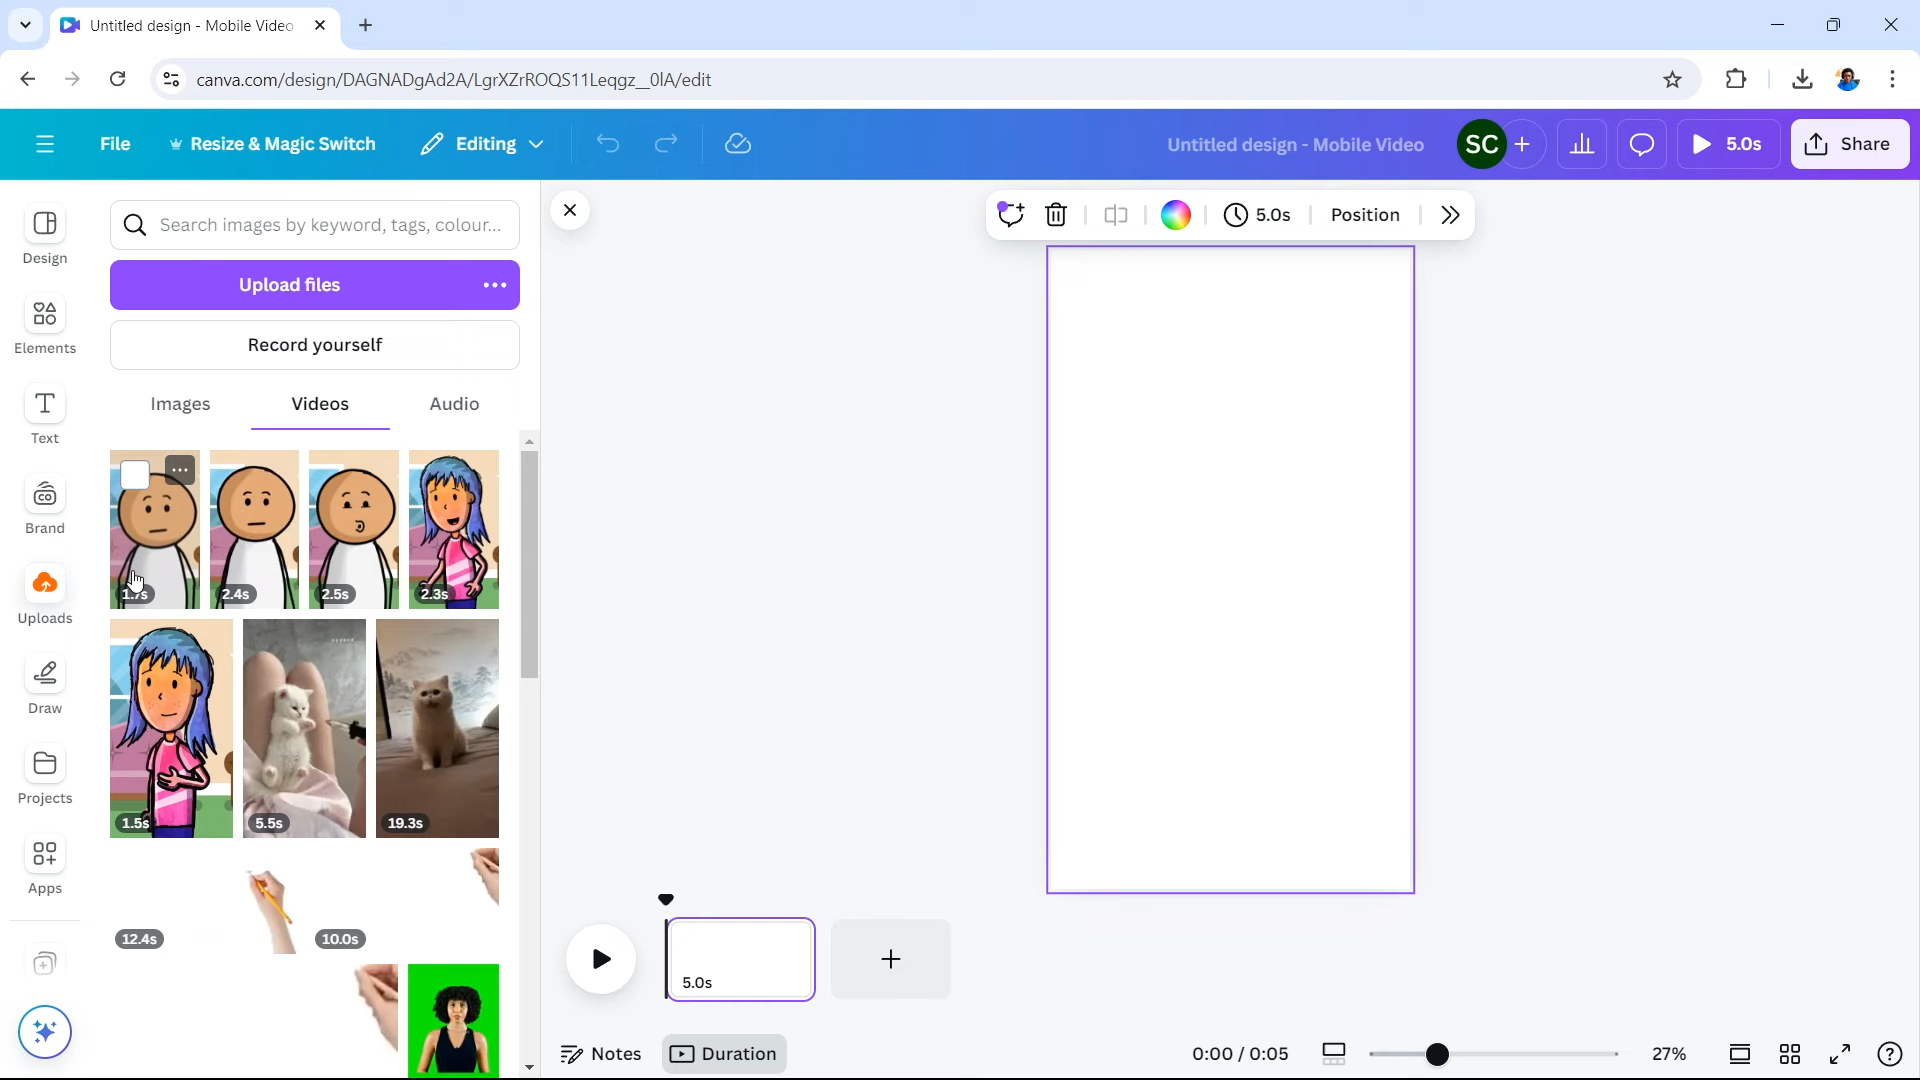 Untitled design - Mobile Video
canva.com/design/DAGNADgAd2A/LgrXZrROQS11Leqgz__0lA/edit
File
Resize & Magic Switch
Editing
Untitled design - Mobile Video
SC
5.0s
Share
Design
Elements
Text
Brand
Uploads
Draw
Projects
Apps
Search images by keyword, tags, colour...
Upload files
Record yourself
Images
Videos
Audio
1.7s
2.4s
2.5s
2.3s
1.5s
5.5s
19.3s
12.4s
10.0s
5.0s
Position
5.0s
Notes
Duration
0:00 / 0:05
27%